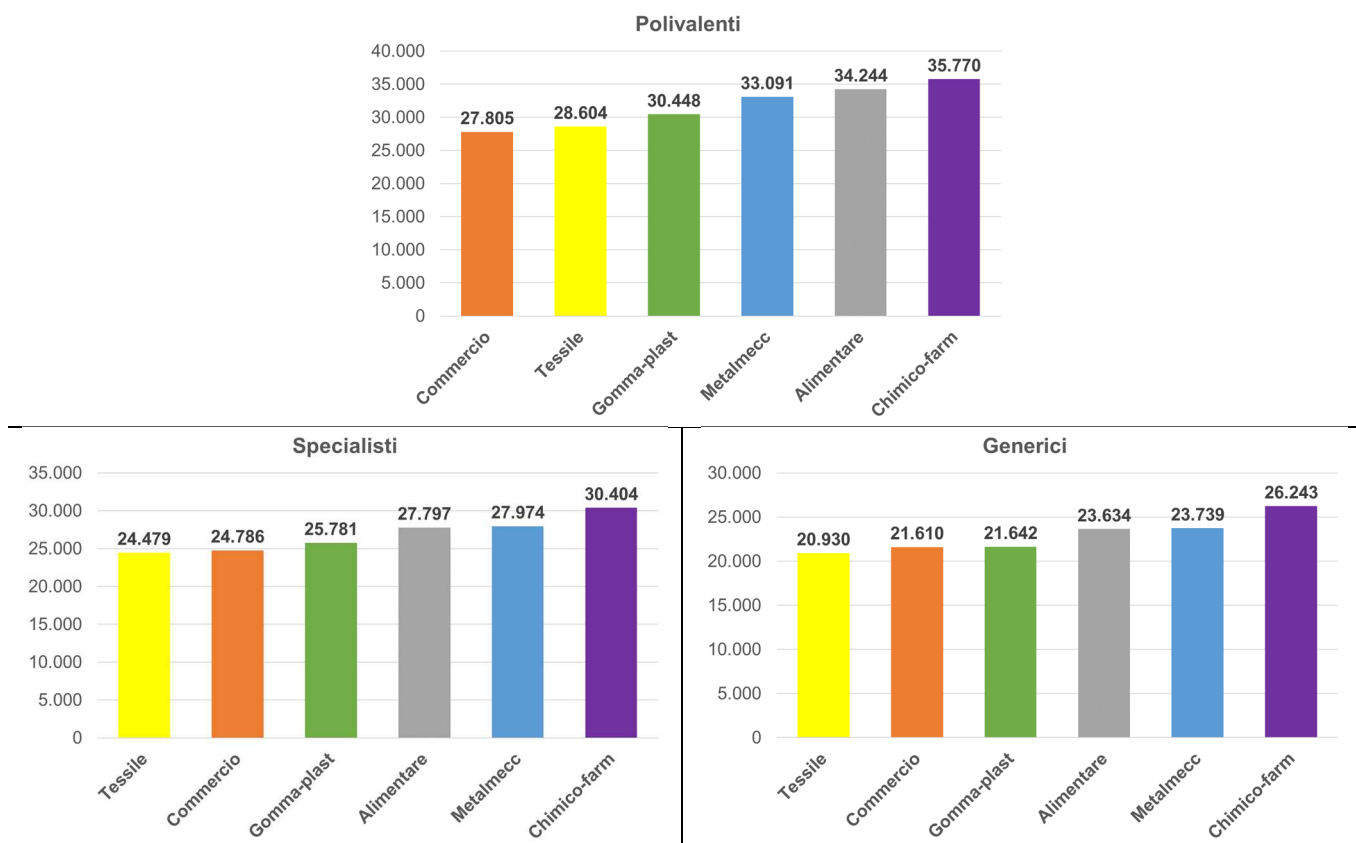 Polivalenti
40.000
35.000
30.000
25.000
20.000
15.000
10.000
5.000
0
27.805
28.604
30.448
33.091
34.244
35.770
Commercio
Tessile
Gomma-plast
Metalmecc
Alimentare
Chimico-farm
Specialisti
35.000
30.000
25.000
20.000
15.000
10.000
5.000
0
24.479
24.786
25.781
27.797
27.974
30.404
Tessile
Commercio
Gomma-plast
Alimentare
Metalmecc
Chimico-farm
Generici
30.000
25.000
20.000
15.000
10.000
5.000
0
20.930
21.610
21.642
23.634
23.739
26.243
Tessile
Commercio
Gomma-plast
Alimentare
Metalmecc
Chimico-farm